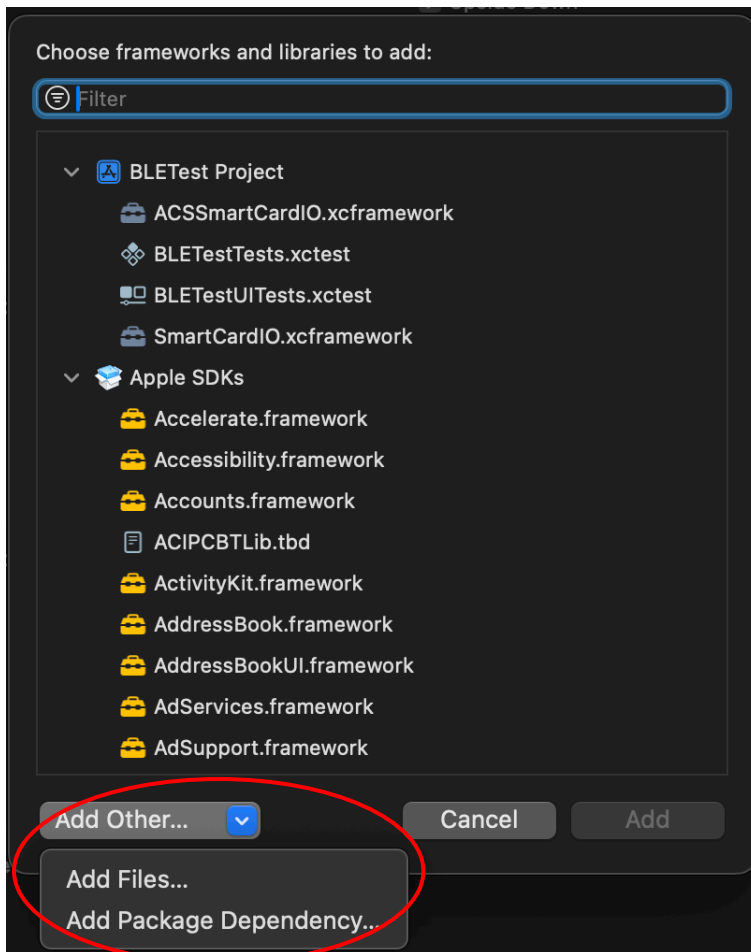 Choose frameworks and libraries to add:
Filter
BLETest Project
ACSSmartCardIO.xcframework
BLETestTests.xctest
BLETestUITests.xctest
SmartCardIO.xcframework
Apple SDKs
Accelerate.framework
Accessibility.framework
Accounts.framework
ACIPCBTLib.tbd
ActivityKit.framework
AddressBook.framework
AddressBookUI.framework
AdServices.framework
AdSupport.framework
Add Other... Cancel Add
Add Files...
Add Package Dependency...